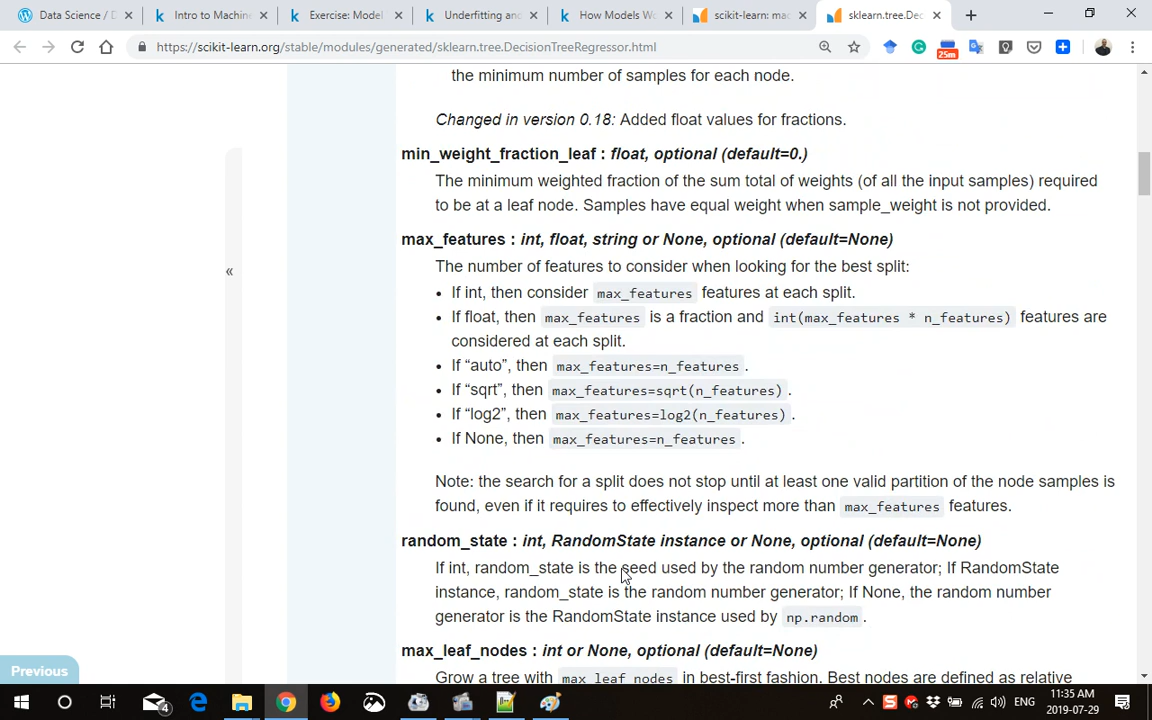 Data Science / D
Intro to Machin
Exercise: Model
Underfitting and
How Models Wo
scikit-learn: mac
sklearn.tree.Dec
https://scikit-learn.org/stable/modules/generated/sklearn.tree.DecisionTreeRegressor.html
25m
the minimum number of samples for each node.
Changed in version 0.18: Added float values for fractions.
min_weight_fraction_leaf : float, optional (default=0.)
The minimum weighted fraction of the sum total of weights (of all the input samples) required
to be at a leaf node. Samples have equal weight when sample_weight is not provided.
max_features : int, float, string or None, optional (default=None)
The number of features to consider when looking for the best split:
• If int, then consider max_features features at each split.
• If float, then max_features is a fraction and int(max_features * n_features) features are
considered at each split.
• If “auto”, then max_features=n_features.
• If “sqrt”, then max_features=sqrt(n_features).
• If “log2”, then max_features=log2(n_features).
• If None, then max_features=n_features.
Note: the search for a split does not stop until at least one valid partition of the node samples is
found, even if it requires to effectively inspect more than max_features features.
random_state : int, RandomState instance or None, optional (default=None)
If int, random_state is the seed used by the random number generator; If RandomState
instance, random_state is the random number generator; If None, the random number
generator is the RandomState instance used by np.random.
max_leaf_nodes : int or None, optional (default=None)
Grow a tree with max_leaf_nodes in best-first fashion. Best nodes are defined as relative
«
Previous
4
ENG
11:35 AM
2019-07-29